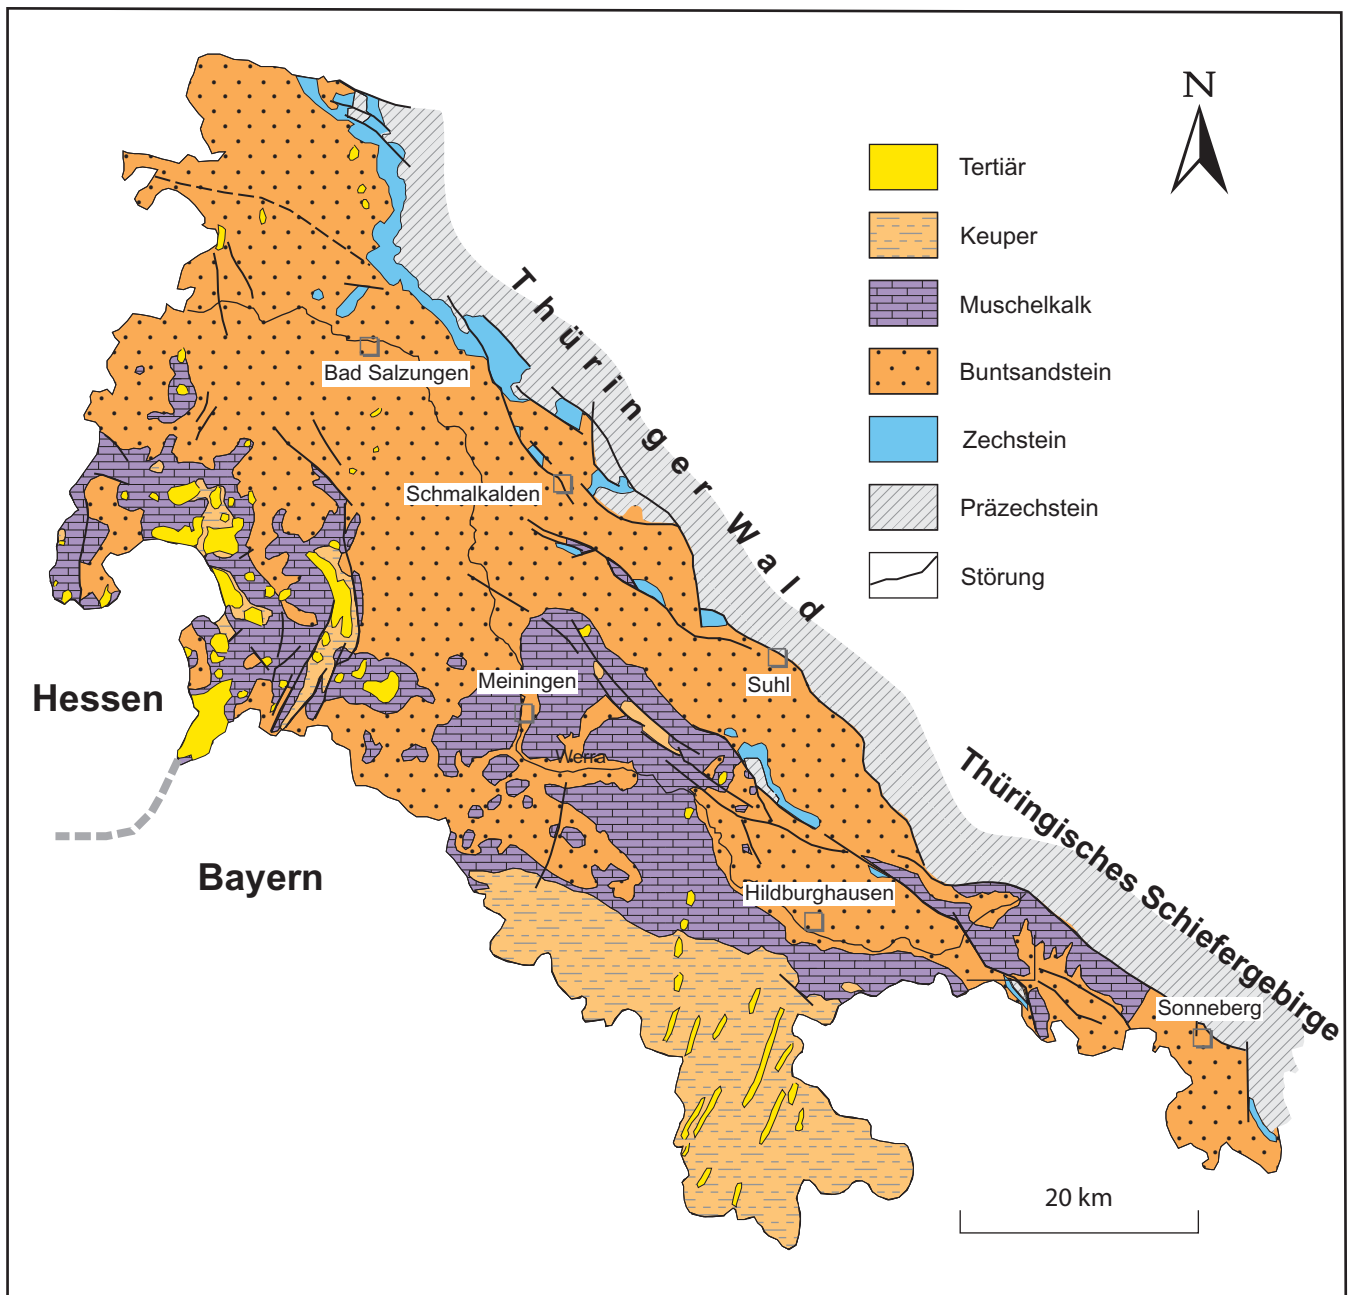 N
Tertiär
Keuper
Muschelkalk
Buntsandstein
Zechstein
Präzechstein
Störung
Thüringer Wald
Bad Salzungen
Schmalkalden
Meiningen
Suhl
Werra
Hessen
Bayern
Hildburghausen
Thüringisches Schiefergebirge
Sonneberg
20 km